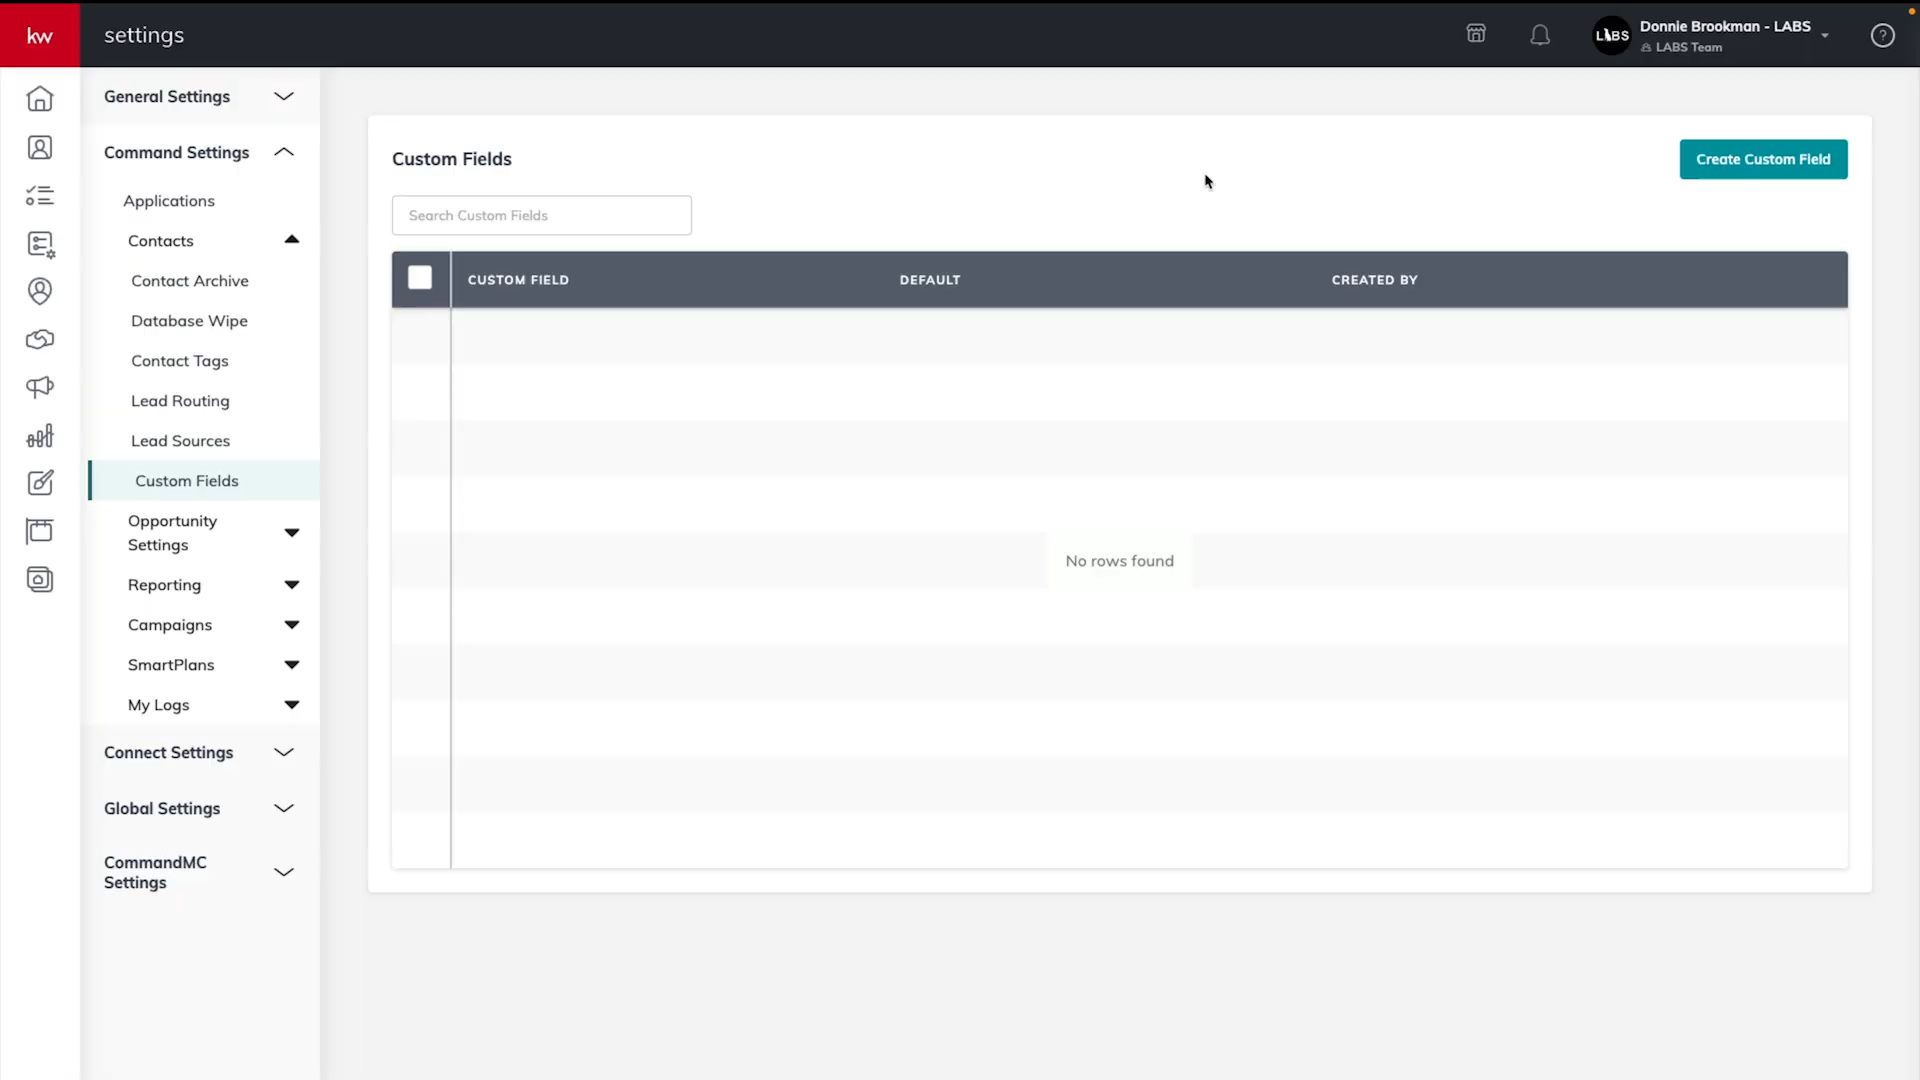 kw
settings
LABS
Donnie Brookman - LABS
LABS Team
?
General Settings
Command Settings
Applications
Contacts
Contact Archive
Database Wipe
Contact Tags
Lead Routing
Lead Sources
Custom Fields
Opportunity
Settings
Reporting
Campaigns
SmartPlans
My Logs
Connect Settings
Global Settings
CommandMC
Settings
Custom Fields
Create Custom Field
Search Custom Fields
CUSTOM FIELD
DEFAULT
CREATED BY
No rows found